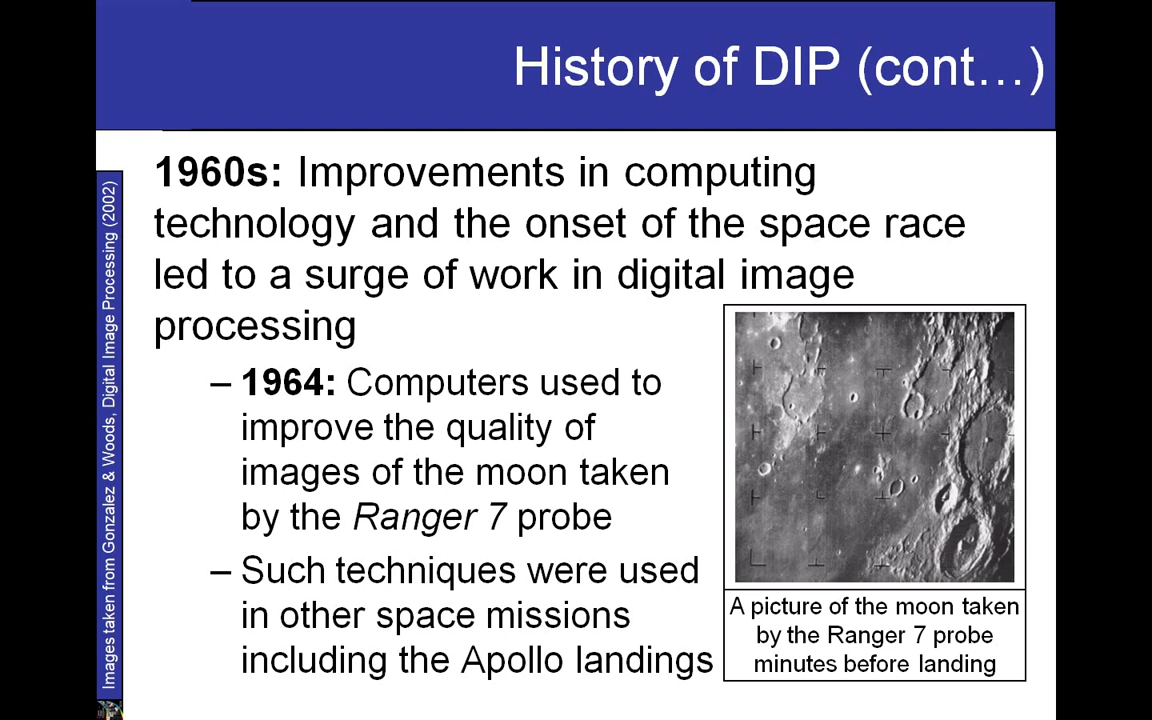 History of DIP (cont…)
1960s: Improvements in computing
technology and the onset of the space race
led to a surge of work in digital image
processing
– 1964: Computers used to
improve the quality of
images of the moon taken
by the Ranger 7 probe
– Such techniques were used
in other space missions
including the Apollo landings
A picture of the moon taken
by the Ranger 7 probe
minutes before landing
Images taken from Gonzalez & Woods, Digital Image Processing (2002)